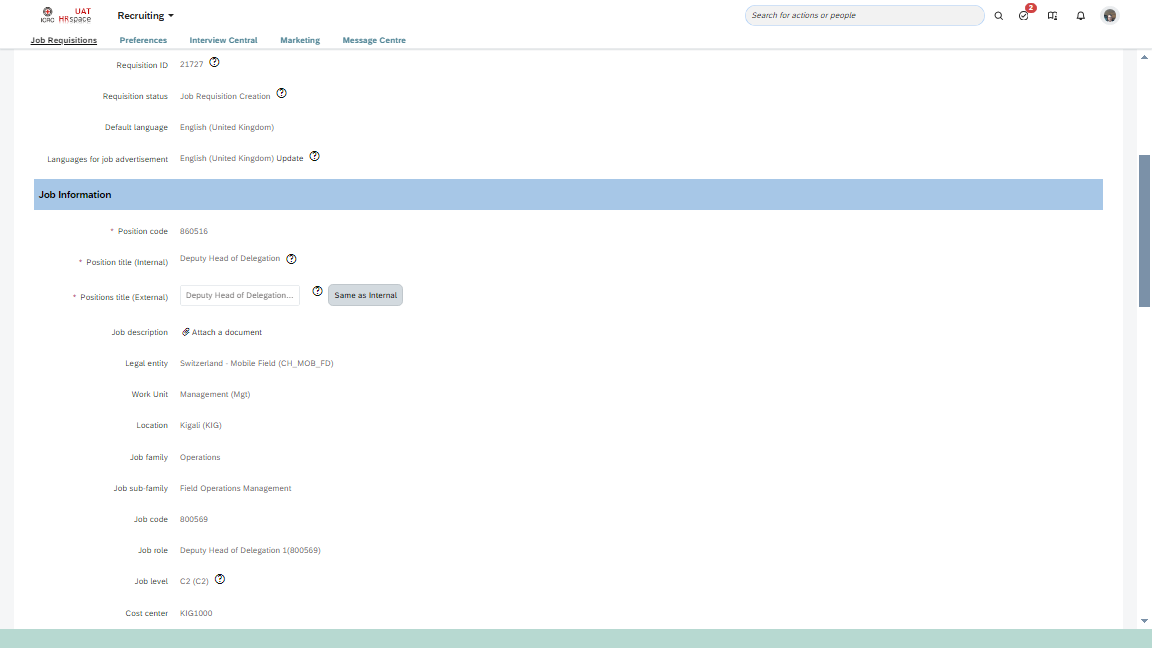 ICRC UAT HRspace
Recruiting
Search for actions or people
2
Job Requisitions Preferences Interview Central Marketing Message Centre
Requisition ID 21727
Requisition status Job Requisition Creation
Default language English (United Kingdom)
Languages for job advertisement English (United Kingdom) Update
Job Information
* Position code 860516
* Position title (Internal) Deputy Head of Delegation
* Positions title (External) Deputy Head of Delegation... Same as Internal
Job description Attach a document
Legal entity Switzerland - Mobile Field (CH_MOB_FD)
Work Unit Management (Mgt)
Location Kigali (KIG)
Job family Operations
Job sub-family Field Operations Management
Job code 800569
Job role Deputy Head of Delegation 1(800569)
Job level C2 (C2)
Cost center KIG1000